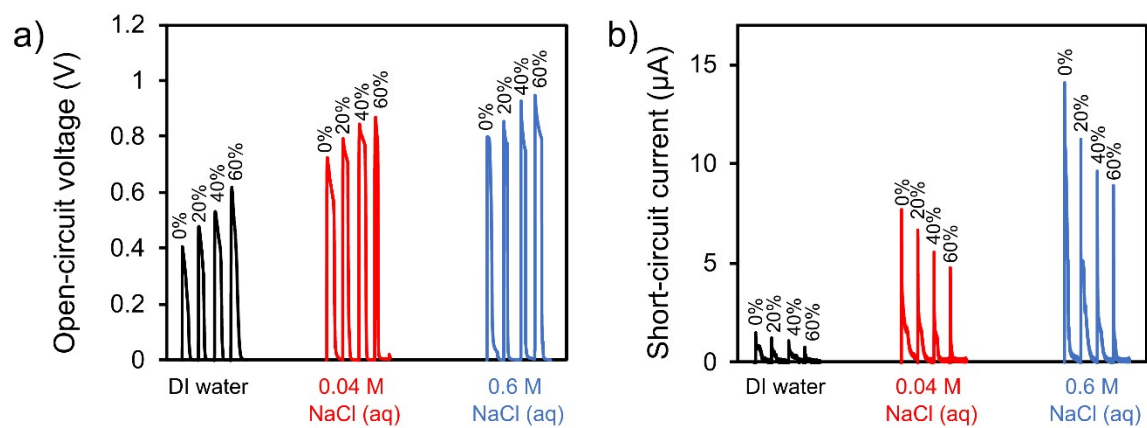 a)
Open-circuit voltage (V)
1.2
1
0.8
0.6
0.4
0.2
0
0%
20%
40%
60%
0%
20%
40%
60%
0%
20%
40%
60%
DI water
0.04 M
NaCl (aq)
0.6 M
NaCl (aq)
b)
Short-circuit current (μA)
15
10
5
0
0%
20%
40%
60%
0%
20%
40%
60%
0%
20%
40%
60%
DI water
0.04 M
NaCl (aq)
0.6 M
NaCl (aq)